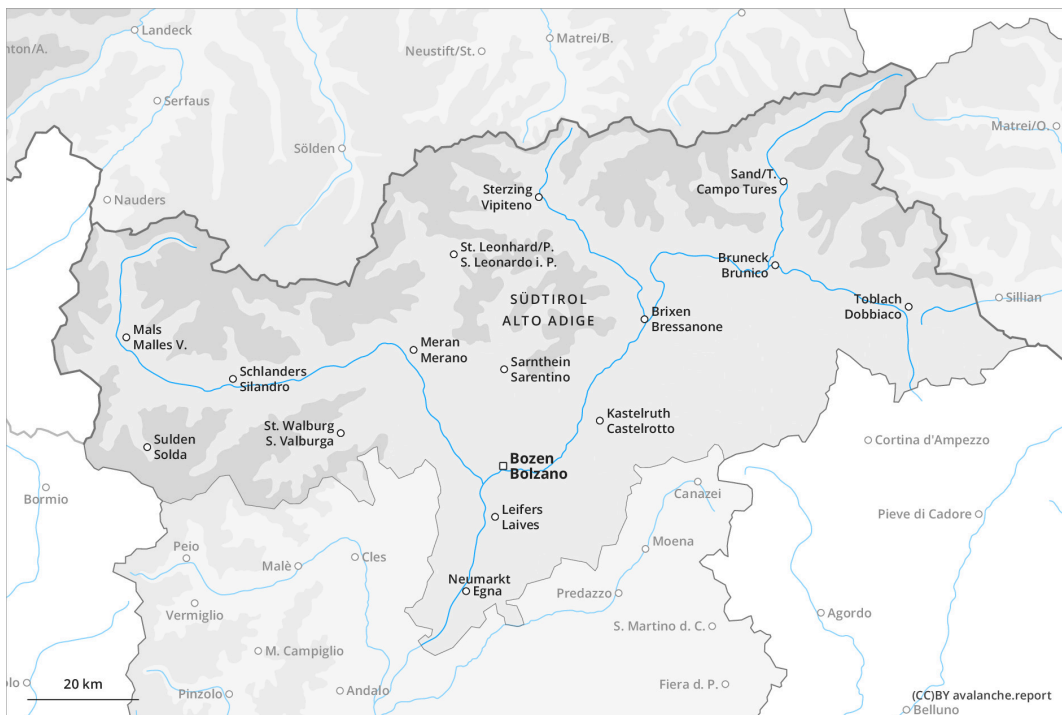 Landeck
nton/A.
Neustift/St.
Matrei/B.
Serfaus
Matrei/O.
Sölden
Nauders
Sterzing
Vipiteno
Sand/T.
Campo Tures
St. Leonhard/P.
S. Leonardo i. P.
Bruneck
Brunico
SÜDTIROL
ALTO ADIGE
Toblach
Dobbiaco
Sillian
Brixen
Bressanone
Mals
Malles V.
Meran
Merano
Sarnthein
Sarentino
Schlanders
Silandro
Kastelruth
Castelrotto
St. Walburg
S. Valburga
Sulden
Solda
Cortina d'Ampezzo
Bozen
Bolzano
Bormio
Canazei
Leifers
Laives
Pieve di Cadore
Moena
Peio
Malè
Cles
Neumarkt
Egna
Predazzo
Vermiglio
Agordo
S. Martino d. C.
M. Campiglio
olo
20 km
Pinzolo
Andalo
Fiera d. P.
(CC)BY avalanche.report
Belluno